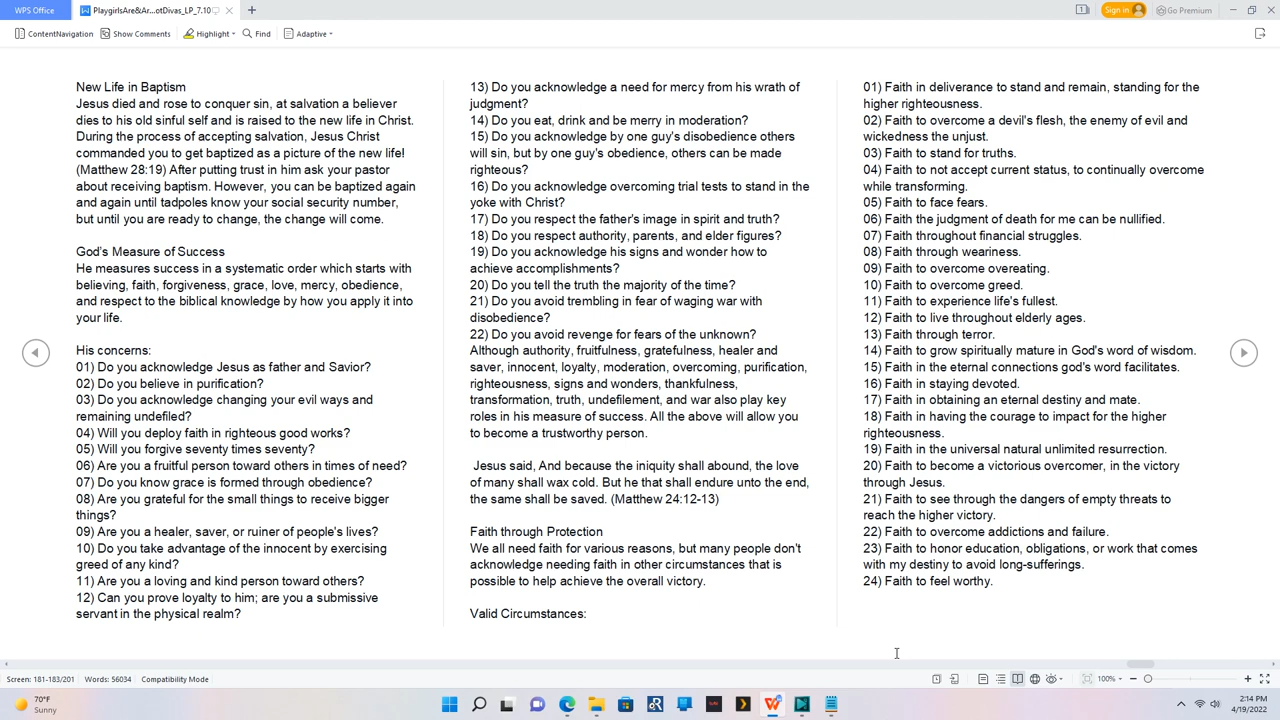 WPS Office
PlaygirlsAre&Ar...otDivas_LP_7.10
Sign in
Go Premium
ContentNavigation
Show Comments
Highlight
Find
Adaptive
New Life in Baptism
Jesus died and rose to conquer sin, at salvation a believer
dies to his old sinful self and is raised to the new life in Christ.
During the process of accepting salvation, Jesus Christ
commanded you to get baptized as a picture of the new life!
(Matthew 28:19) After putting trust in him ask your pastor
about receiving baptism. However, you can be baptized again
and again until tadpoles know your social security number,
but until you are ready to change, the change will come.
God's Measure of Success
He measures success in a systematic order which starts with
believing, faith, forgiveness, grace, love, mercy, obedience,
and respect to the biblical knowledge by how you apply it into
your life.
His concerns:
01) Do you acknowledge Jesus as father and Savior?
02) Do you believe in purification?
03) Do you acknowledge changing your evil ways and
remaining undefiled?
04) Will you deploy faith in righteous good works?
05) Will you forgive seventy times seventy?
06) Are you a fruitful person toward others in times of need?
07) Do you know grace is formed through obedience?
08) Are you grateful for the small things to receive bigger
things?
09) Are you a healer, saver, or ruiner of people's lives?
10) Do you take advantage of the innocent by exercising
greed of any kind?
11) Are you a loving and kind person toward others?
12) Can you prove loyalty to him; are you a submissive
servant in the physical realm?
13) Do you acknowledge a need for mercy from his wrath of
judgment?
14) Do you eat, drink and be merry in moderation?
15) Do you acknowledge by one guy's disobedience others
will sin, but by one guy's obedience, others can be made
righteous?
16) Do you acknowledge overcoming trial tests to stand in the
yoke with Christ?
17) Do you respect the father's image in spirit and truth?
18) Do you respect authority, parents, and elder figures?
19) Do you acknowledge his signs and wonder how to
achieve accomplishments?
20) Do you tell the truth the majority of the time?
21) Do you avoid trembling in fear of waging war with
disobedience?
22) Do you avoid revenge for fears of the unknown?
Although authority, fruitfulness, gratefulness, healer and
saver, innocent, loyalty, moderation, overcoming, purification,
righteousness, signs and wonders, thankfulness,
transformation, truth, undefilement, and war also play key
roles in his measure of success. All the above will allow you
to become a trustworthy person.
Jesus said, And because the iniquity shall abound, the love
of many shall wax cold. But he that shall endure unto the end,
the same shall be saved. (Matthew 24:12-13)
Faith through Protection
We all need faith for various reasons, but many people don't
acknowledge needing faith in other circumstances that is
possible to help achieve the overall victory.
Valid Circumstances:
01) Faith in deliverance to stand and remain, standing for the
higher righteousness.
02) Faith to overcome a devil's flesh, the enemy of evil and
wickedness the unjust.
03) Faith to stand for truths.
04) Faith to not accept current status, to continually overcome
while transforming.
05) Faith to face fears.
06) Faith the judgment of death for me can be nullified.
07) Faith throughout financial struggles.
08) Faith through weariness.
09) Faith to overcome overeating.
10) Faith to overcome greed.
11) Faith to experience life's fullest.
12) Faith to live throughout elderly ages.
13) Faith through terror.
14) Faith to grow spiritually mature in God's word of wisdom.
15) Faith in the eternal connections god's word facilitates.
16) Faith in staying devoted.
17) Faith in obtaining an eternal destiny and mate.
18) Faith in having the courage to impact for the higher
righteousness.
19) Faith in the universal natural unlimited resurrection.
20) Faith to become a victorious overcomer, in the victory
through Jesus.
21) Faith to see through the dangers of empty threats to
reach the higher victory.
22) Faith to overcome addictions and failure.
23) Faith to honor education, obligations, or work that comes
with my destiny to avoid long-sufferings.
24) Faith to feel worthy.
Screen: 181-183/201
Words: 56034
Compatibility Mode
100%
70°F
Sunny
2:14 PM
4/19/2022